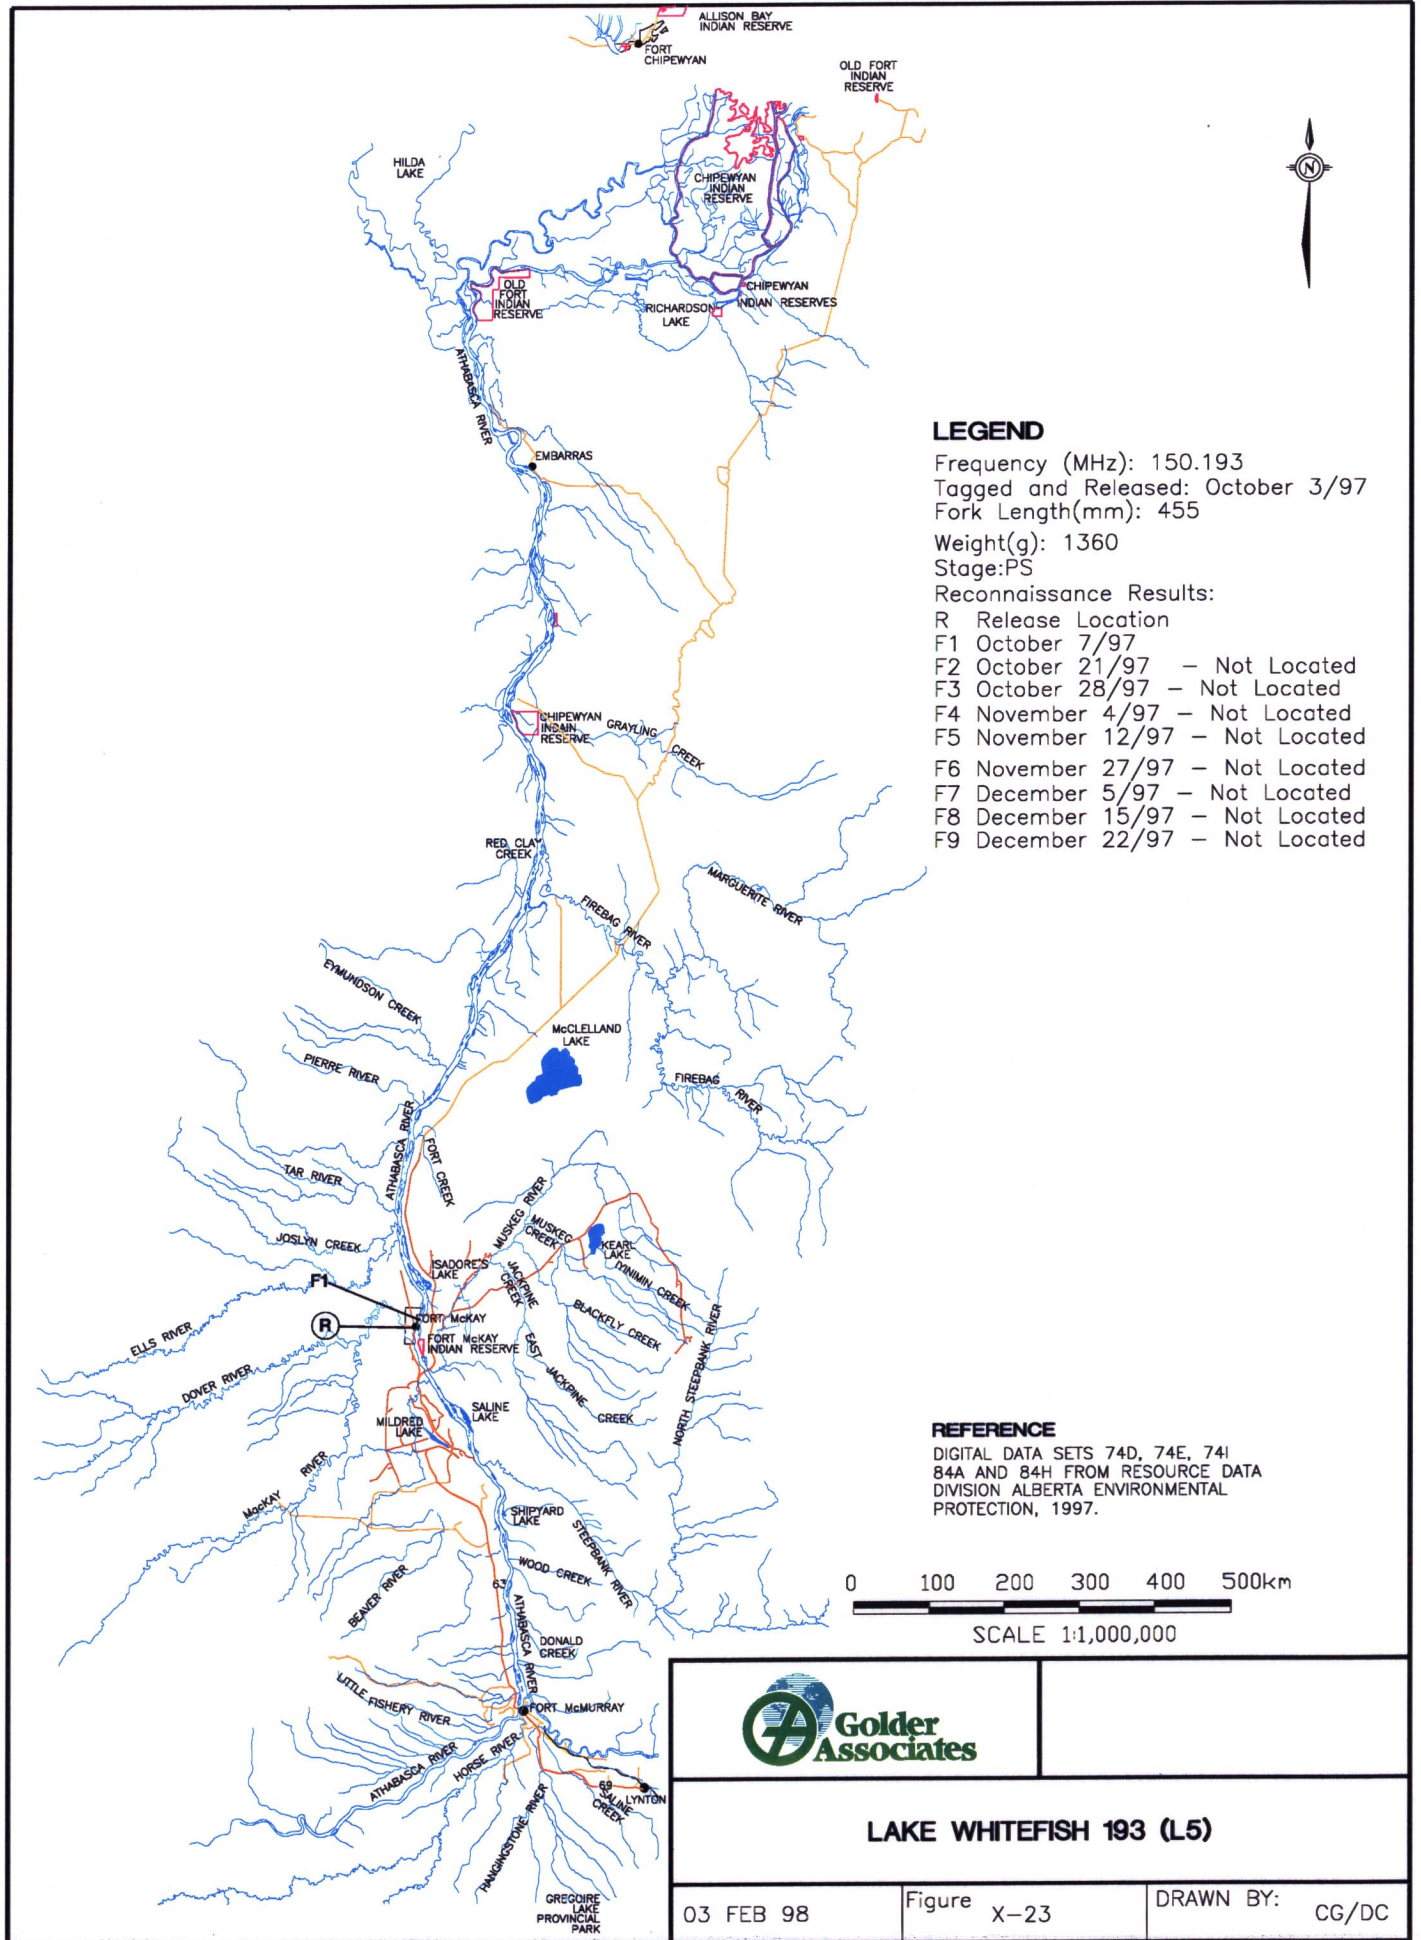 ALLISON BAY
INDIAN RESERVE
FORT
CHIPEWYAN
OLD FORT
INDIAN
RESERVE
HILDA
LAKE
N
CHIPEWYAN
INDIAN
RESERVE
OLD
FORT
INDIAN
RESERVE
CHIPEWYAN
INDIAN RESERVES
RICHARDSON
LAKE
ATHABASCA RIVER
EMBARRAS
LEGEND
Frequency (MHz): 150.193
Tagged and Released: October 3/97
Fork Length(mm): 455
Weight(g): 1360
Stage:PS
Reconnaissance Results:
R Release Location
F1 October 7/97
F2 October 21/97 – Not Located
F3 October 28/97 – Not Located
F4 November 4/97 – Not Located
F5 November 12/97 – Not Located
F6 November 27/97 – Not Located
F7 December 5/97 – Not Located
F8 December 15/97 – Not Located
F9 December 22/97 – Not Located
CHIPEWYAN
INDAIN
RESERVE
GRAYLING CREEK
RED CLAY
CREEK
MARGUERITE RIVER
FIREBAG RIVER
EYMUNDSON CREEK
McCLELLAND
LAKE
PIERRE RIVER
FIREBAG RIVER
ATHABASCA RIVER
FORT CREEK
TAR RIVER
MUSKEG RIVER
MUSKEG
CREEK
JOSLYN CREEK
KEARL
LAKE
ISADORE'S
LAKE
JACKPINE
CREEK
IYINIMIN CREEK
F1
BLACKFLY CREEK
FORT McKAY
R
FORT McKAY
INDIAN RESERVE
ELLS RIVER
EAST JACKPINE CREEK
NORTH STEEPBANK RIVER
DOVER RIVER
SALINE
LAKE
MILDRED
LAKE
MacKAY RIVER
SHIPYARD
LAKE
STEEPBANK RIVER
WOOD CREEK
63
BEAVER RIVER
ATHABASCA RIVER
DONALD
CREEK
LITTLE FISHERY RIVER
FORT McMURRAY
ATHABASCA RIVER
HORSE RIVER
69
SALINE
CREEK
LYNTON
HANGINGSTONE RIVER
GREGOIRE
LAKE
PROVINCIAL
PARK
REFERENCE
DIGITAL DATA SETS 74D, 74E, 74I
84A AND 84H FROM RESOURCE DATA
DIVISION ALBERTA ENVIRONMENTAL
PROTECTION, 1997.
0 100 200 300 400 500km
SCALE 1:1,000,000
Golder
Associates
LAKE WHITEFISH 193 (L5)
03 FEB 98
Figure X–23
DRAWN BY: CG/DC